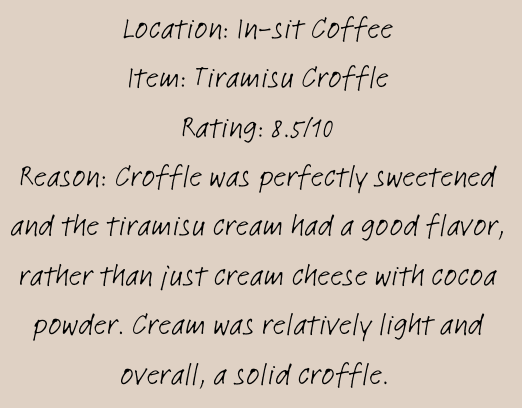 Location: In-sit Coffee
Item: Tiramisu Croffle
Rating: 8.5/10
Reason: Croffle was perfectly sweetened
and the tiramisu cream had a good flavor,
rather than just cream cheese with cocoa
powder. Cream was relatively light and
overall, a solid croffle.